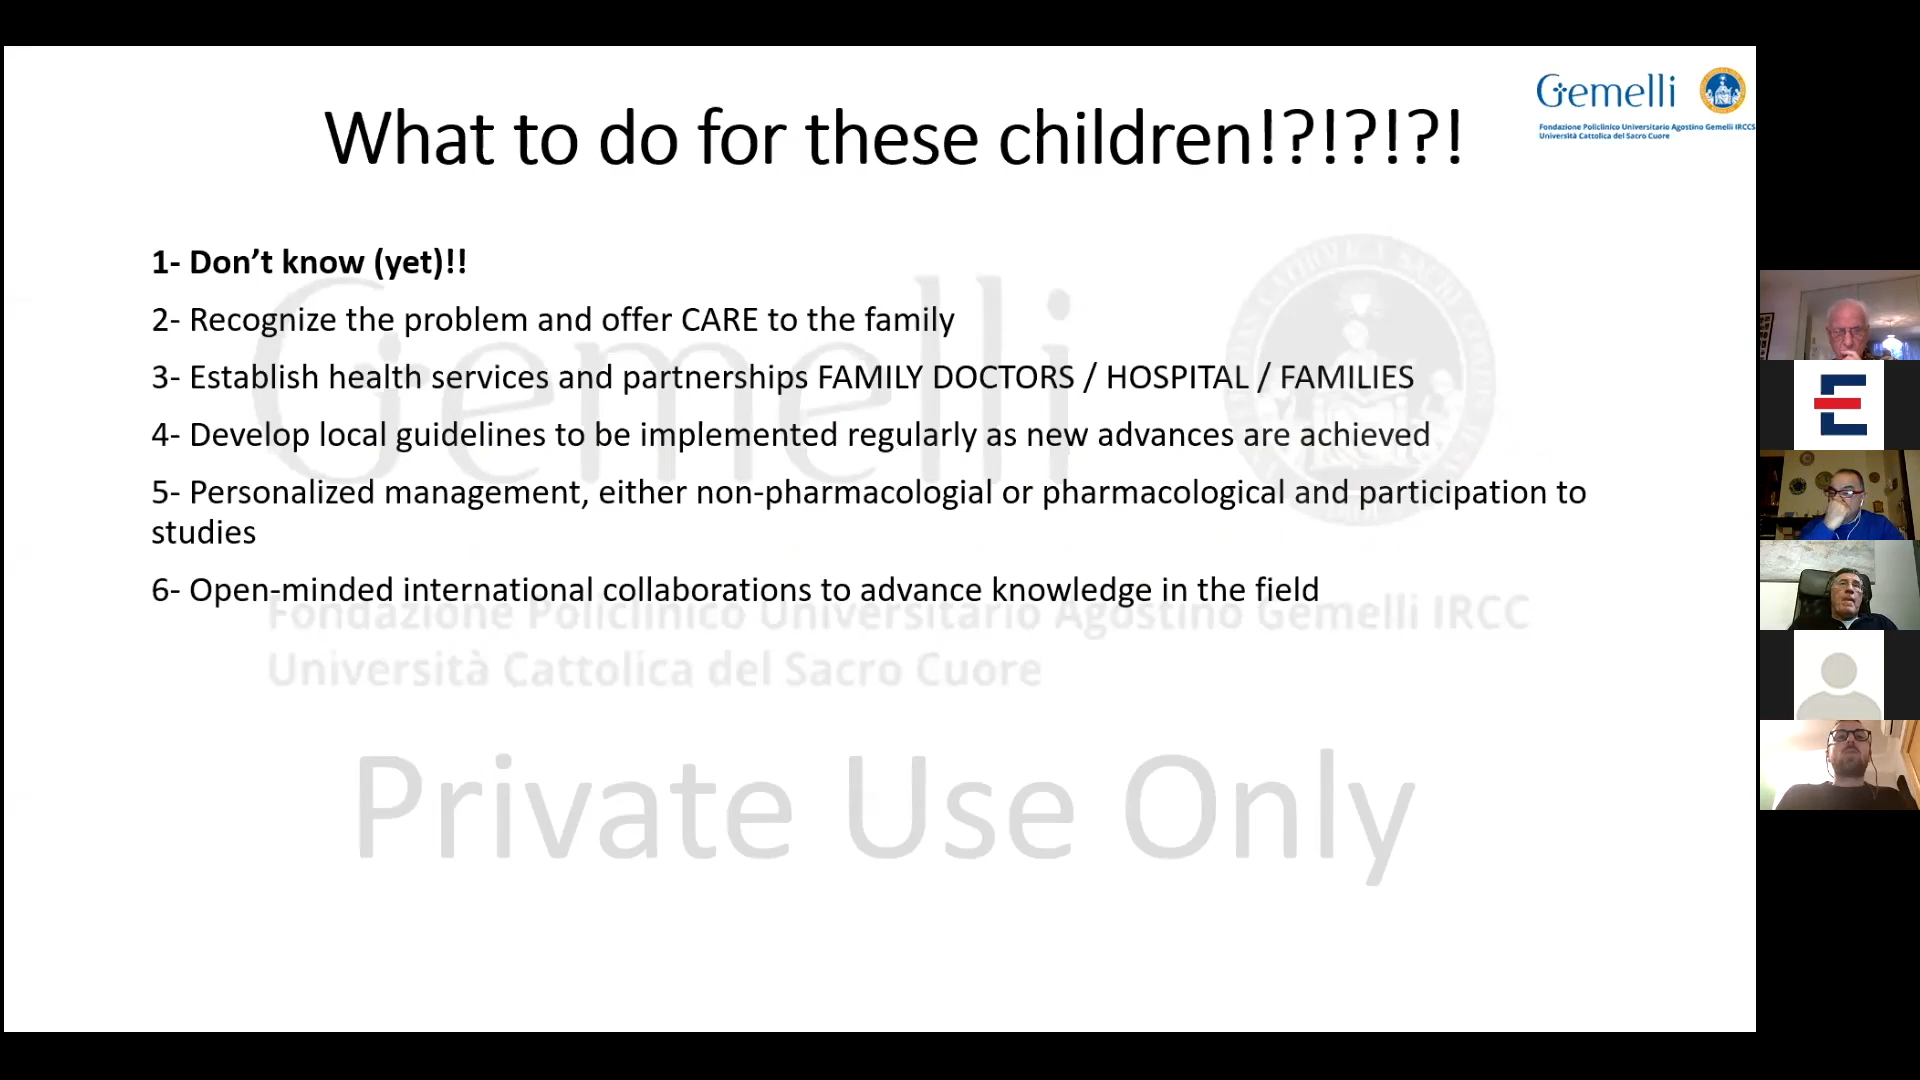 What to do for these children!?!?!?!
Gemelli
Fondazione Policlinico Universitario Agostino Gemelli IRCCS
Università Cattolica del Sacro Cuore
1- Don’t know (yet)!!
2- Recognize the problem and offer CARE to the family
3- Establish health services and partnerships FAMILY DOCTORS / HOSPITAL / FAMILIES
4- Develop local guidelines to be implemented regularly as new advances are achieved
5- Personalized management, either non-pharmacologial or pharmacological and participation to
studies
6- Open-minded international collaborations to advance knowledge in the field
Gemelli
Fondazione Policlinico Universitario Agostino Gemelli IRCC
Università Cattolica del Sacro Cuore
Private Use Only
E